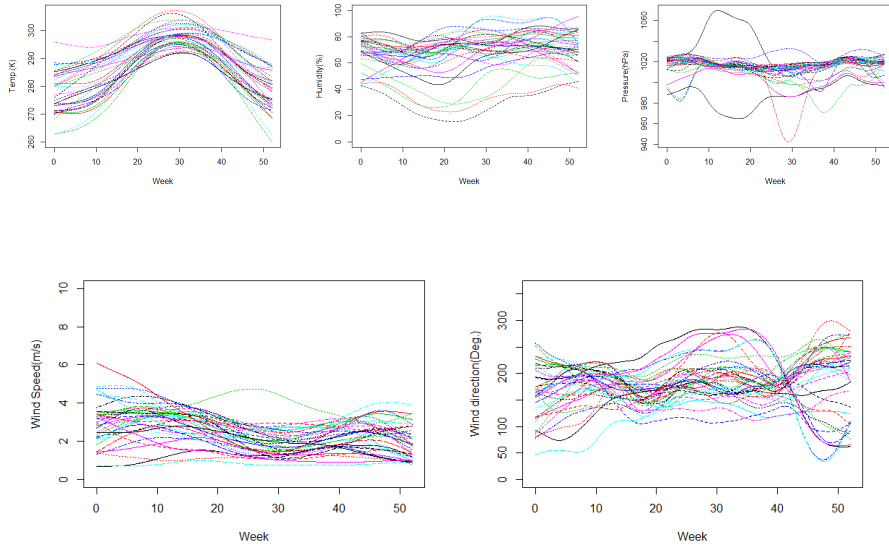 Temp.(K)
260 270 280 290 300
0 10 20 30 40 50
Week
Humidity(%)
0 20 40 60 80 100
0 10 20 30 40 50
Week
Pressure(hPa)
940 960 980 1020 1060
0 10 20 30 40 50
Week
Wind Speed(m/s)
0 2 4 6 8 10
0 10 20 30 40 50
Week
Wind direction(Deg.)
0 50 100 200 300
0 10 20 30 40 50
Week